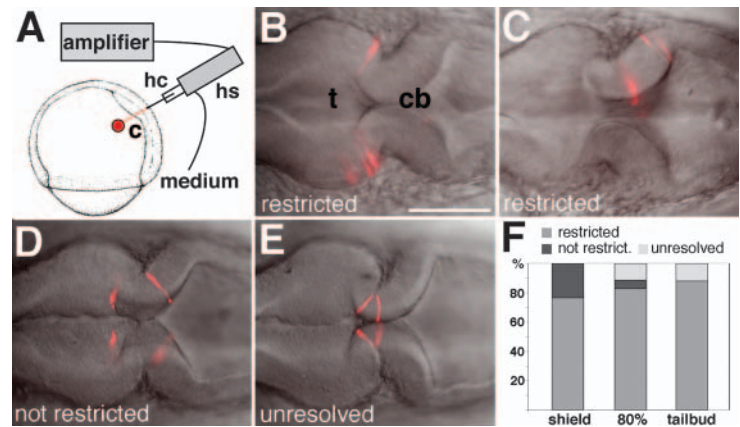 A
amplifier
hc
hs
c
medium
B
t
cb
restricted
C
restricted
D
not restricted
E
unresolved
F
restricted
not restrict.
unresolved
%
80
60
40
20
shield
80%
tailbud